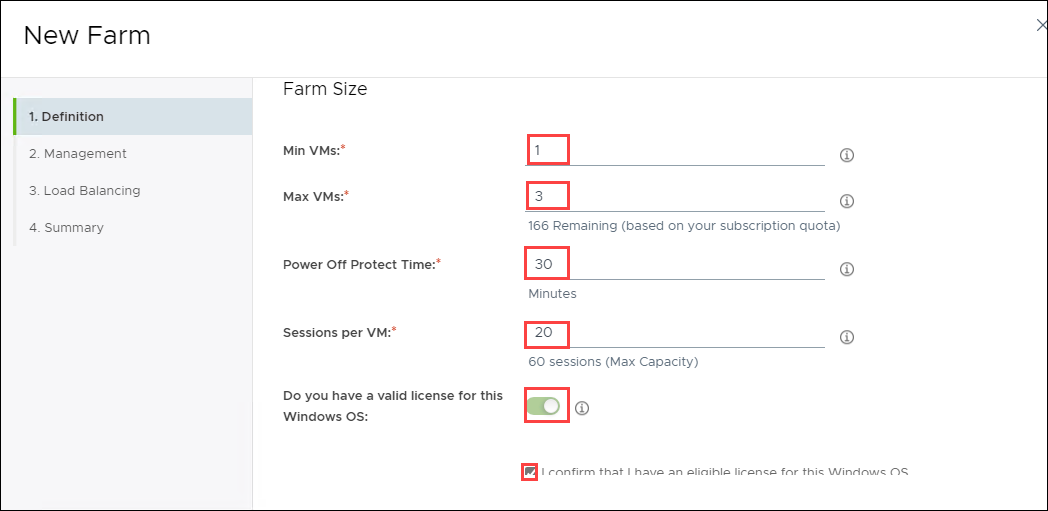 New Farm
1. Definition
2. Management
3. Load Balancing
4. Summary
Farm Size
Min VMs:*
1
Max VMs:*
3
166 Remaining (based on your subscription quota)
Power Off Protect Time:*
30
Minutes
Sessions per VM:*
20
60 sessions (Max Capacity)
Do you have a valid license for this
Windows OS:
I confirm that I have an eligible license for this Windows OS